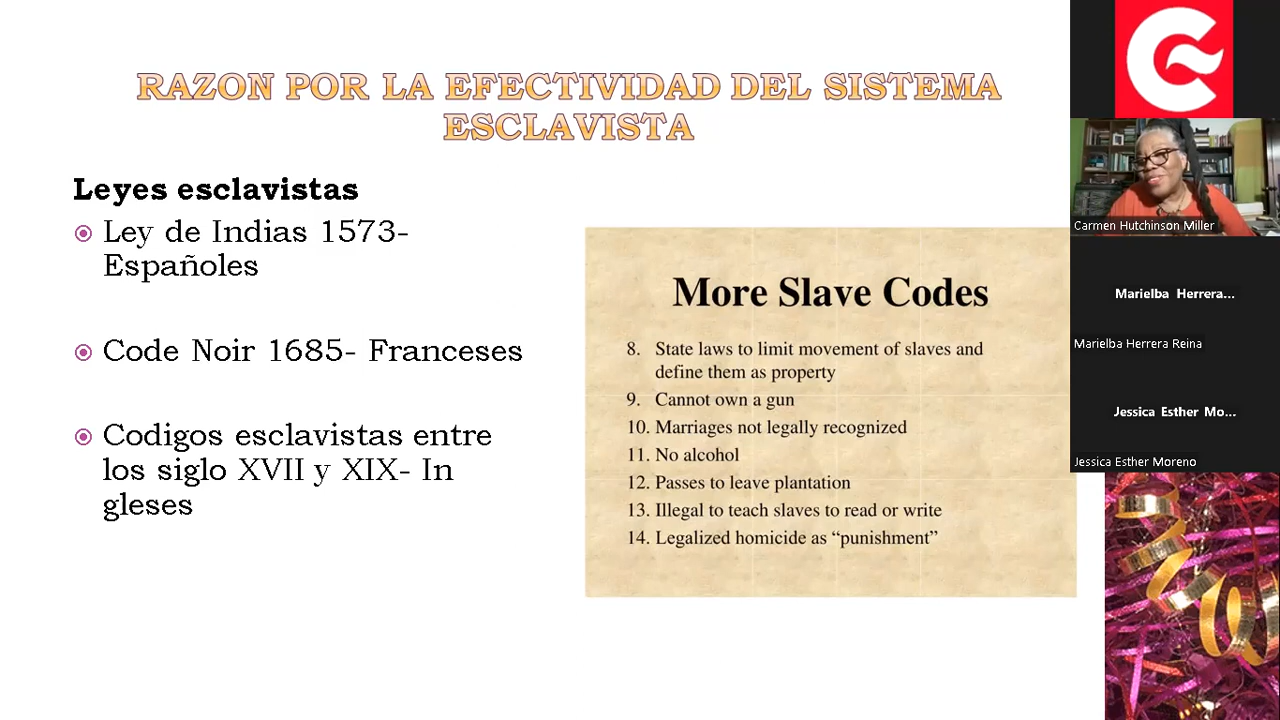 RAZON POR LA EFECTIVIDAD DEL SISTEMA
ESCLAVISTA
Leyes esclavistas
Ley de Indias 1573-
Españoles
Code Noir 1685- Franceses
Codigos esclavistas entre
los siglo XVII y XIX- In
gleses
More Slave Codes
8. State laws to limit movement of slaves and
define them as property
9. Cannot own a gun
10. Marriages not legally recognized
11. No alcohol
12. Passes to leave plantation
13. Illegal to teach slaves to read or write
14. Legalized homicide as “punishment”
Carmen Hutchinson Miller
Marielba Herrera...
Marielba Herrera Reina
Jessica Esther Mo...
Jessica Esther Moreno